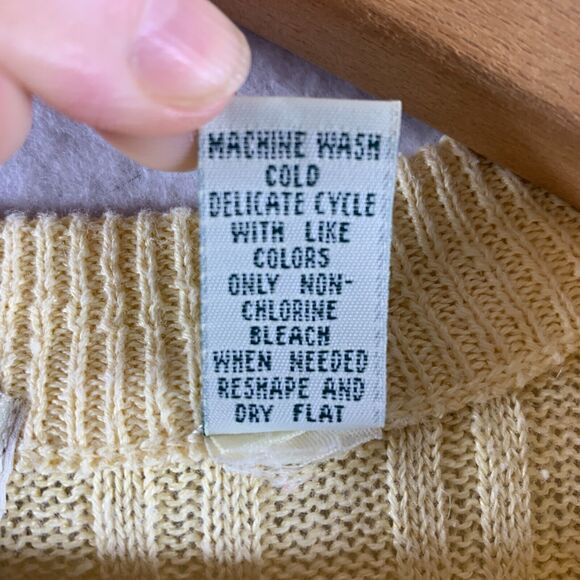 MACHINE WASH
COLD
DELICATE CYCLE
WITH LIKE
COLORS
ONLY NON-
CHLORINE
BLEACH
WHEN NEEDED
RESHAPE AND
DRY FLAT